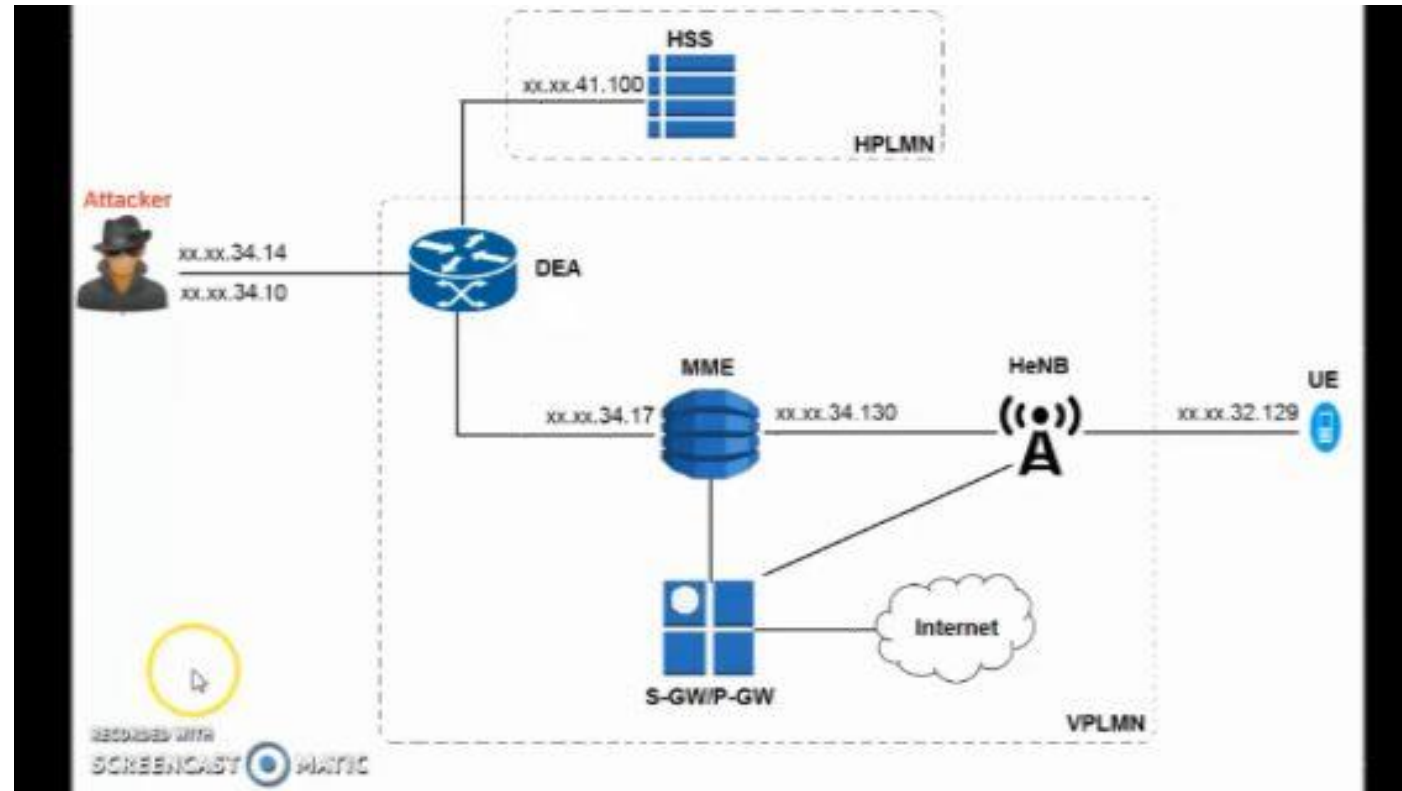 HSS
xx.xx.41.100
HPLMN
Attacker
xx.xx.34.14
xx.xx.34.10
DEA
MME
HeNB
UE
xx.xx.34.17
xx.xx.34.130
xx.xx.32.129
Internet
S-GW/P-GW
VPLMN
RECORDED WITH
SCREENCAST MATIC